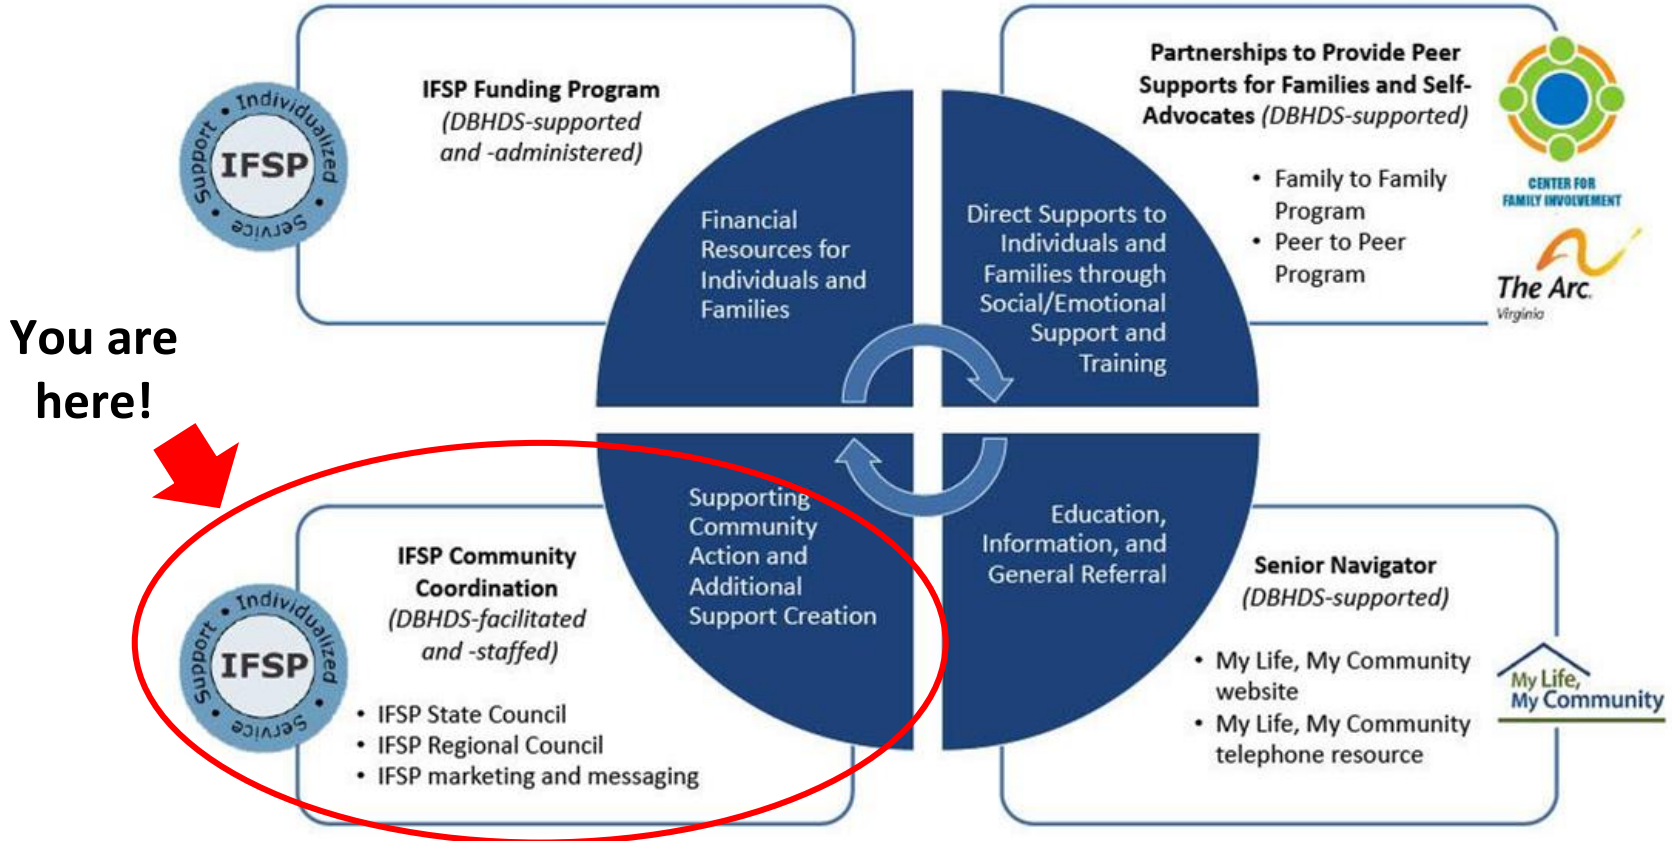 IFSP Funding Program
(DBHDS-supported
and -administered)
Individualized • Service • Support •
IFSP
Financial
Resources for
Individuals and
Families
Partnerships to Provide Peer
Supports for Families and Self-
Advocates (DBHDS-supported)
• Family to Family
Program
• Peer to Peer
Program
CENTER FOR
FAMILY INVOLVEMENT
The Arc.
Virginia
Direct Supports to
Individuals and
Families through
Social/Emotional
Support and
Training
You are
here!
IFSP Community
Coordination
(DBHDS-facilitated
and -staffed)
• IFSP State Council
• IFSP Regional Council
• IFSP marketing and messaging
Individualized • Service • Support •
IFSP
Supporting
Community
Action and
Additional
Support Creation
Education,
Information, and
General Referral
Senior Navigator
(DBHDS-supported)
• My Life, My Community
website
• My Life, My Community
telephone resource
My Life,
My Community